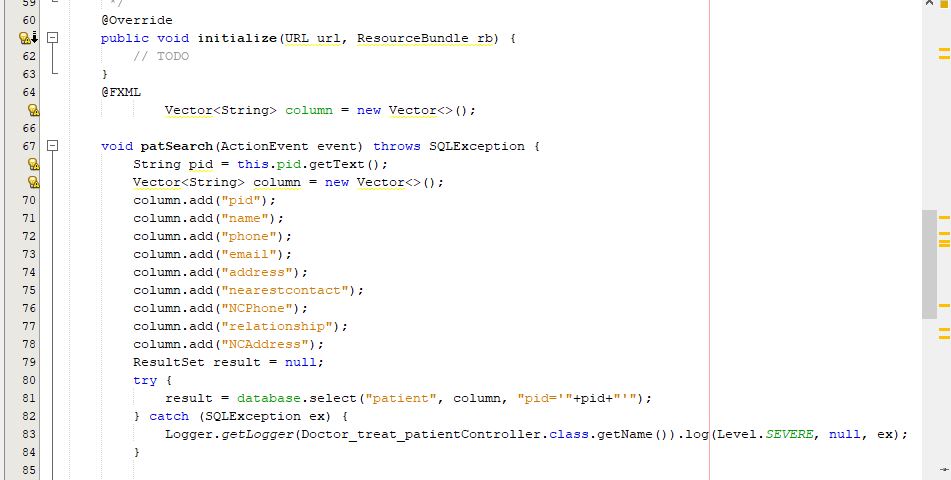 59 */
60 @Override
public void initialize(URL url, ResourceBundle rb) {
62 // TODO
63 }
64 @FXML
Vector<String> column = new Vector<>();
66
67 void patSearch(ActionEvent event) throws SQLException {
String pid = this.pid.getText();
Vector<String> column = new Vector<>();
70 column.add("pid");
71 column.add("name");
72 column.add("phone");
73 column.add("email");
74 column.add("address");
75 column.add("nearestcontact");
76 column.add("NCPhone");
77 column.add("relationship");
78 column.add("NCAddress");
79 ResultSet result = null;
80 try {
81 result = database.select("patient", column, "pid='"+pid+"'");
82 } catch (SQLException ex) {
83 Logger.getLogger(Doctor_treat_patientController.class.getName()).log(Level.SEVERE, null, ex);
84 }
85